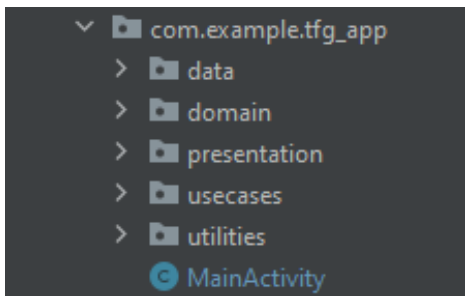 com.example.tfg_app
data
domain
presentation
usecases
utilities
C MainActivity